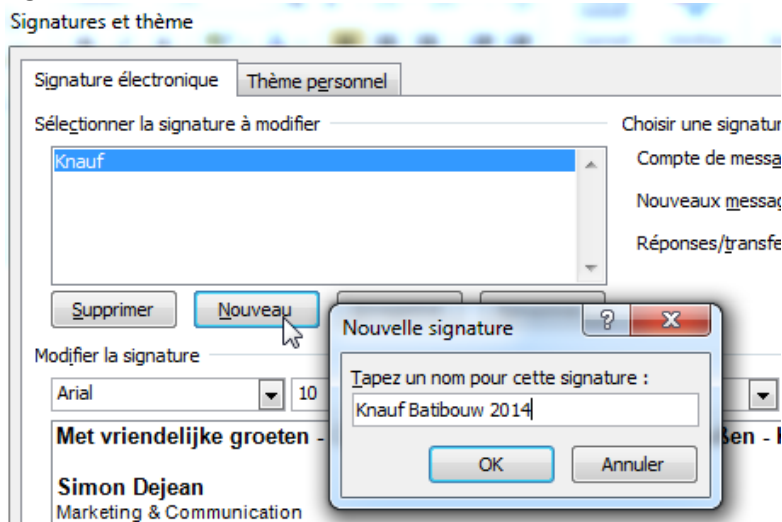 Signatures et thème
Signature électronique
Thème personnel
Sélectionner la signature à modifier
Choisir une signatur
Knauf
Compte de messa
Nouveaux messag
Réponses/transfe
Supprimer
Nouveau
Nouvelle signature
Tapez un nom pour cette signature :
Knauf Batibouw 2014
OK
Annuler
Modifier la signature
Arial
10
Met vriendelijke groeten -
ßen -
Simon Dejean
Marketing & Communication